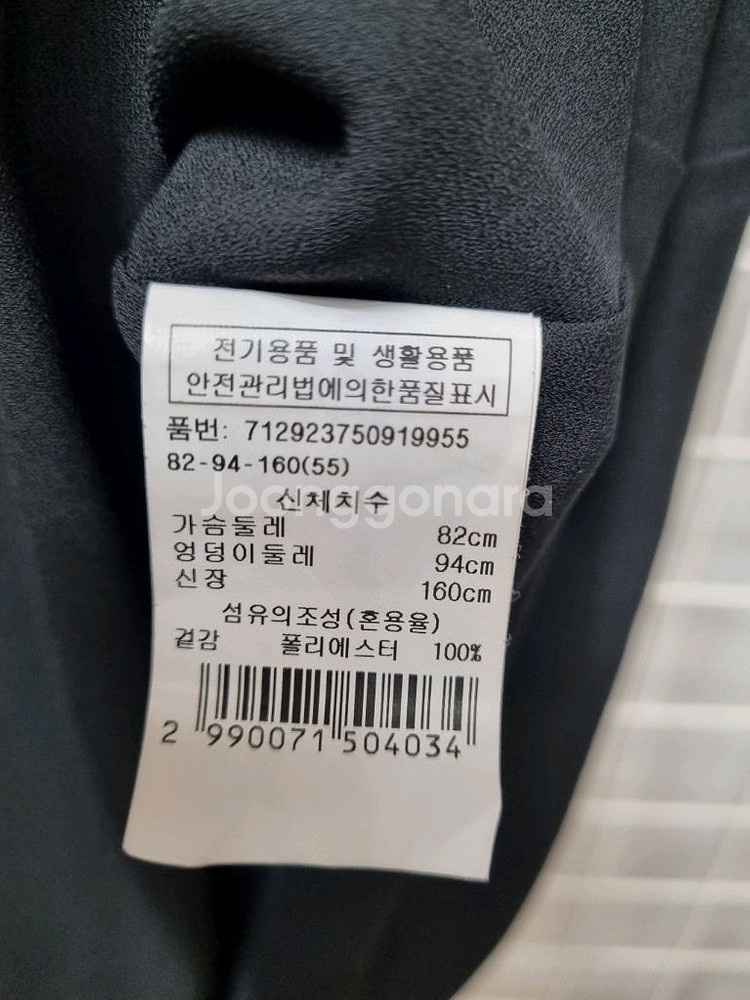 전기용품 및 생활용품
안전관리법에의한품질표시
품번: 712923750919955
82-94-160(55)
Joonggonara
신체치수
가슴둘레 82cm
엉덩이둘레 94cm
신장 160cm
섬유의조성(혼용율)
겉감 폴리에스터 100%
2 990071 504034